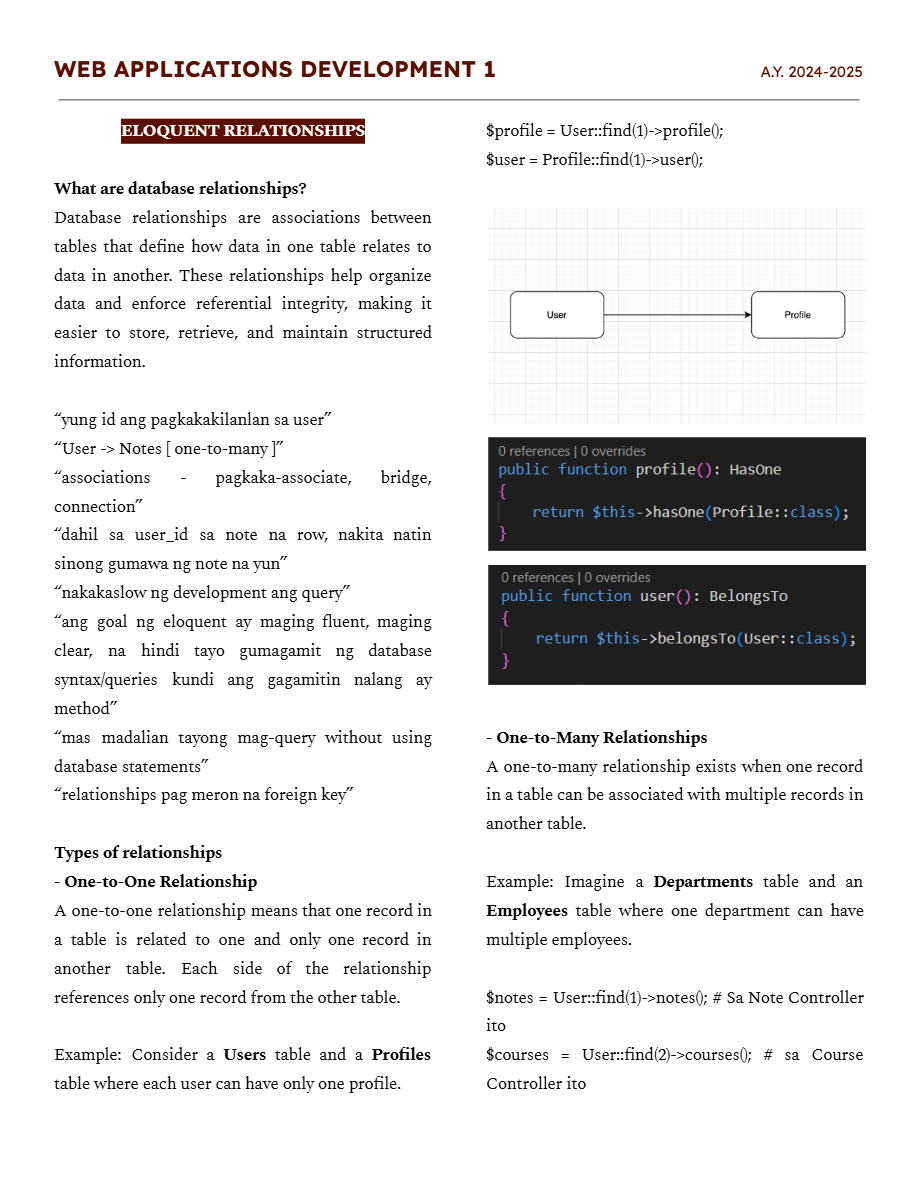 WEB APPLICATIONS DEVELOPMENT 1
A.Y. 2024-2025
ELOQUENT RELATIONSHIPS
What are database relationships?
Database relationships are associations between
tables that define how data in one table relates to
data in another. These relationships help organize
data and enforce referential integrity, making it
easier to store, retrieve, and maintain structured
information.
“yung id ang pagkakakilanlan sa user”
“User -> Notes [ one-to-many ]”
“associations - pagkaka-associate, bridge,
connection”
“dahil sa user_id sa note na row, nakita natin
sinong gumawa ng note na yun”
“nakakaslow ng development ang query”
“ang goal ng eloquent ay maging fluent, maging
clear, na hindi tayo gumagamit ng database
syntax/queries kundi ang gagamitin nalang ay
method”
“mas madalian tayong mag-query without using
database statements”
“relationships pag meron na foreign key”
Types of relationships
- One-to-One Relationship
A one-to-one relationship means that one record in
a table is related to one and only one record in
another table. Each side of the relationship
references only one record from the other table.
Example: Consider a Users table and a Profiles
table where each user can have only one profile.
$profile = User::find(1)->profile();
$user = Profile::find(1)->user();
User
Profile
0 references | 0 overrides
public function profile(): HasOne
{
return $this->hasOne(Profile::class);
}
0 references | 0 overrides
public function user(): BelongsTo
{
return $this->belongsTo(User::class);
}
- One-to-Many Relationships
A one-to-many relationship exists when one record
in a table can be associated with multiple records in
another table.
Example: Imagine a Departments table and an
Employees table where one department can have
multiple employees.
$notes = User::find(1)->notes(); # Sa Note Controller
ito
$courses = User::find(2)->courses(); # sa Course
Controller ito